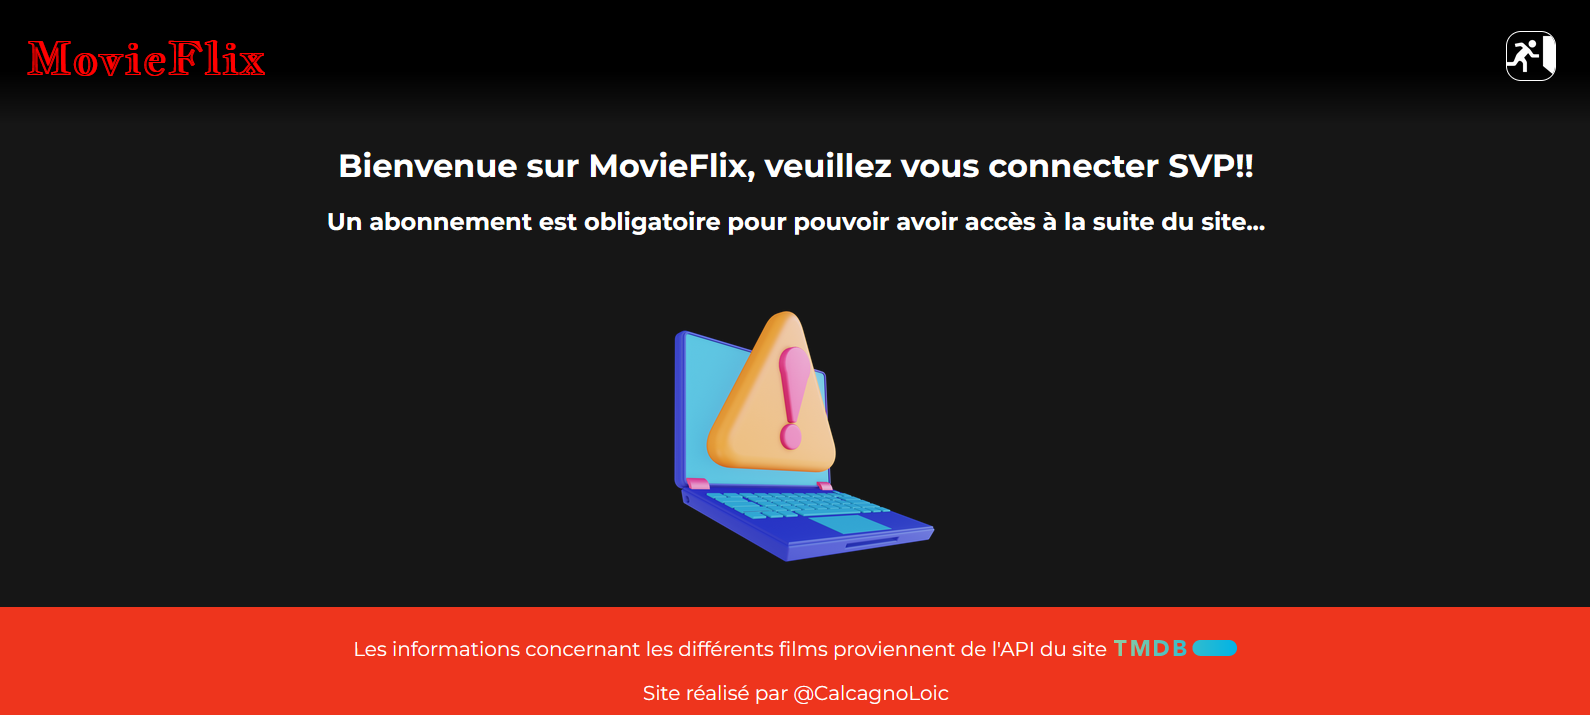 MovieFlix
Bienvenue sur MovieFlix, veuillez vous connecter SVP!!
Un abonnement est obligatoire pour pouvoir avoir accès à la suite du site...
Les informations concernant les différents films proviennent de l'API du site TMDB
Site réalisé par @CalcagnoLoic